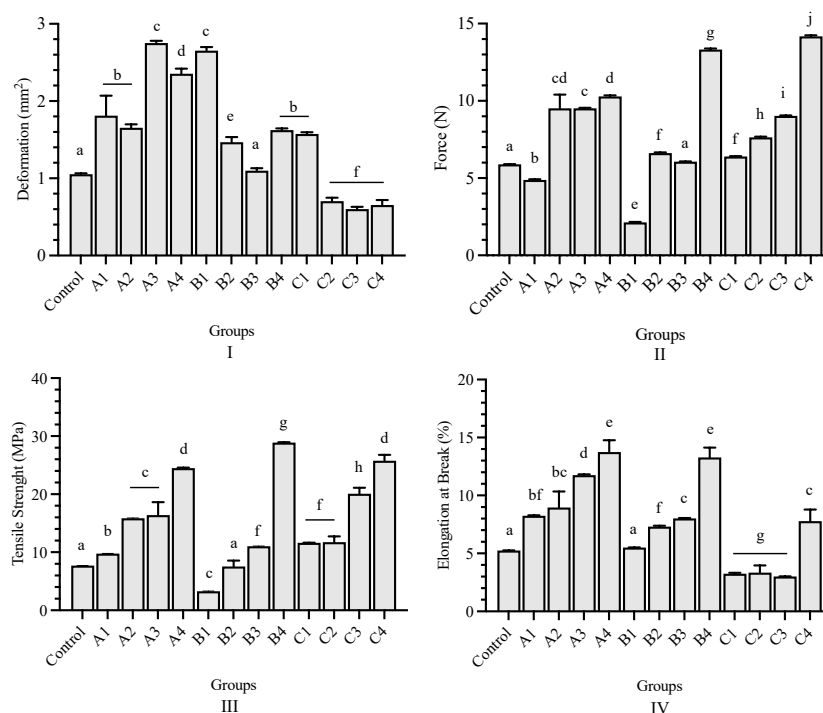 3
2
1
0
Deformation (mm²)
a
b
c
d
c
e
a
b
f
Control
A1
A2
A3
A4
B1
B2
B3
B4
C1
C2
C3
C4
Groups
I
15
10
5
0
Force (N)
a
b
cd
c
d
e
f
a
g
f
h
i
j
Control
A1
A2
A3
A4
B1
B2
B3
B4
C1
C2
C3
C4
Groups
II
40
30
20
10
0
Tensile Strenght (MPa)
a
b
c
d
c
a
f
g
f
h
d
Control
A1
A2
A3
A4
B1
B2
B3
B4
C1
C2
C3
C4
Groups
III
20
15
10
5
0
Elongation at Break (%)
a
bf
bc
d
e
a
f
c
e
g
c
Control
A1
A2
A3
A4
B1
B2
B3
B4
C1
C2
C3
C4
Groups
IV